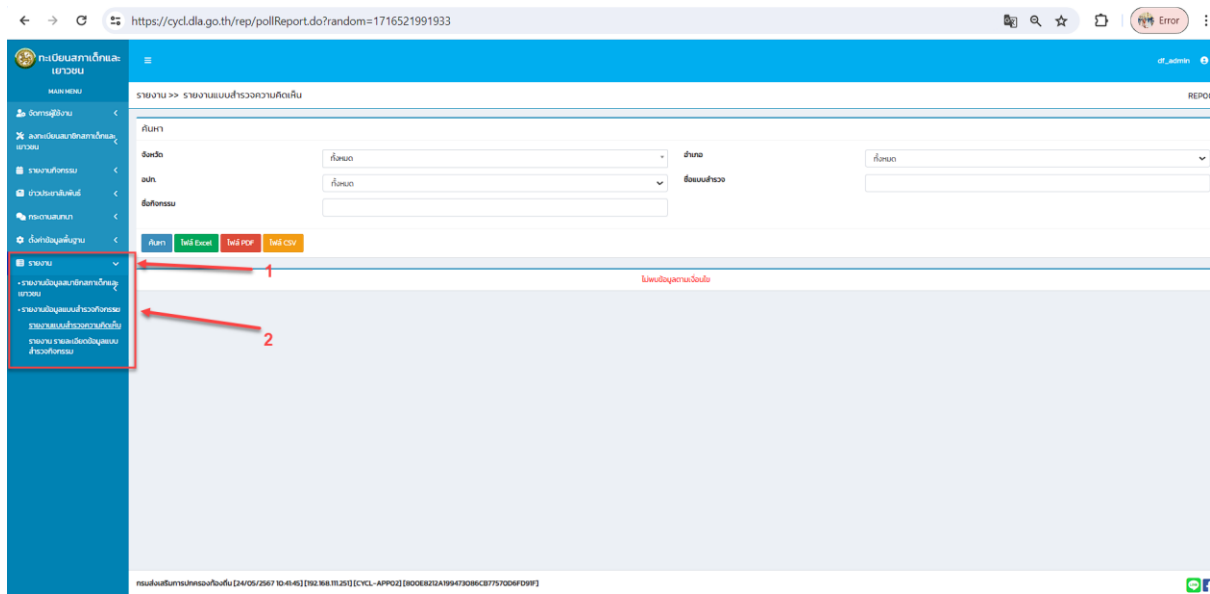 https://cycl.dla.go.th/rep/pollReport.do?random=1716521991933
Error
ทะเบียนสภาเด็กและ
เยาวชน
df_admin
MAIN MENU
รายงาน >> รายงานแบบสำรวจความคิดเห็น
REPO
จัดการผู้ใช้งาน
ลงทะเบียนสมาชิกสภาเด็กและ
เยาวชน
รายงานกิจกรรม
ข่าวประชาสัมพันธ์
กระดานสนทนา
ตั้งค่าข้อมูลพื้นฐาน
รายงาน
• รายงานข้อมูลสมาชิกสภาเด็กและ
เยาวชน
• รายงานข้อมูลแบบสำรวจกิจกรรม
รายงานแบบสำรวจความคิดเห็น
รายงาน รายละเอียดข้อมูลแบบ
สำรวจกิจกรรม
ค้นหา
จังหวัด ทั้งหมด อำเภอ ทั้งหมด
อปท. ทั้งหมด ชื่อแบบสำรวจ
ชื่อกิจกรรม
ค้นหา ไฟล์ Excel ไฟล์ PDF ไฟล์ CSV
1
ไม่พบข้อมูลตามเงื่อนไข
2
กรมส่งเสริมการปกครองท้องถิ่น [24/05/2567 10:41:45] [192.168.111.251] [CYCL-APP02] [800E8212A199473086CB77570D6FD91F]